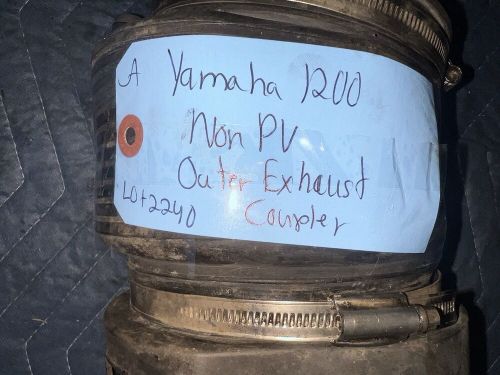 A Yamaha 1200
Non PV
Outer Exhaust
Lot 2240 Coupler